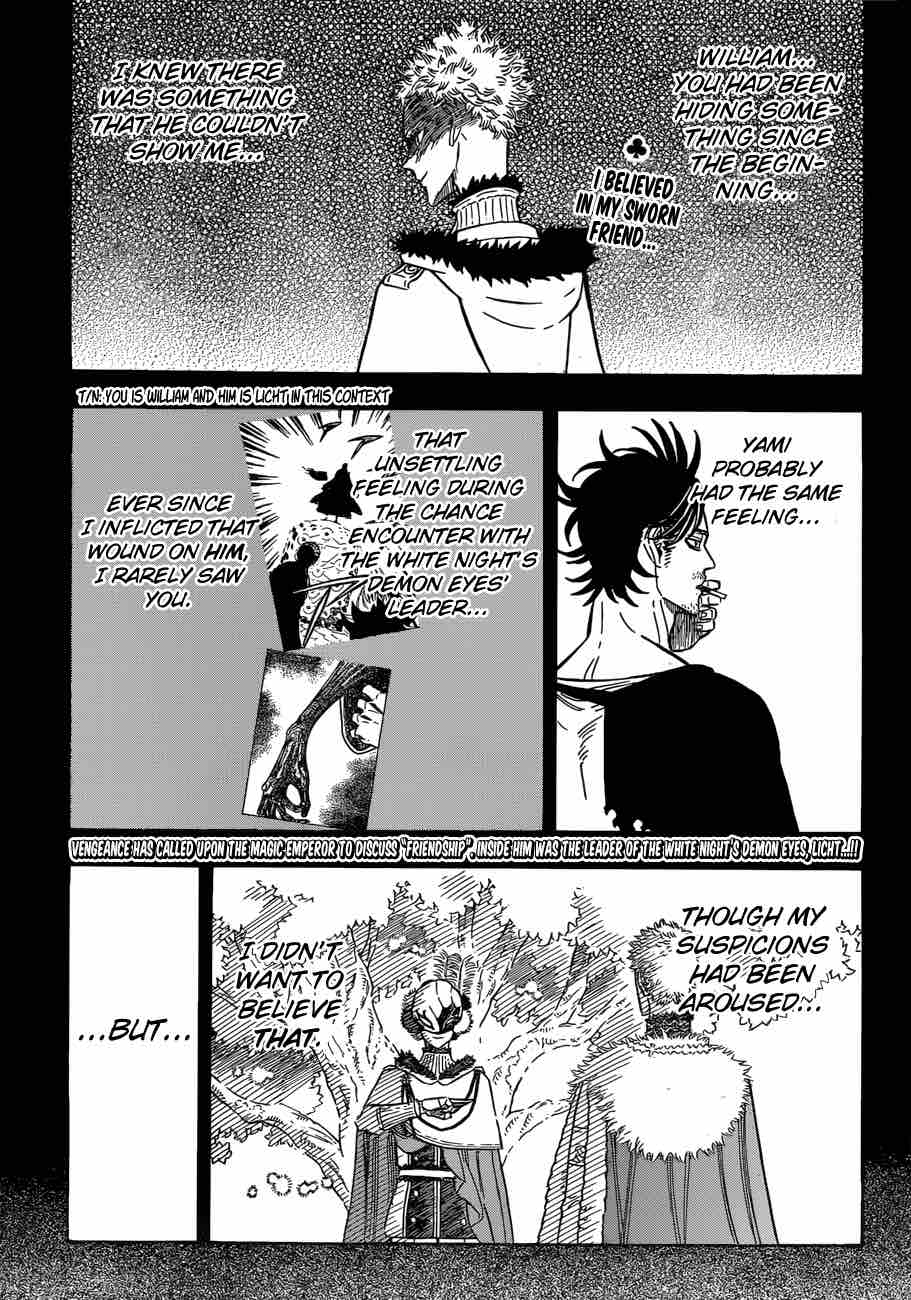 WILLIAM...
YOU HAD BEEN
HIDING SOME-
THING SINCE
THE BEGIN-
NING...
♣
I BELIEVED
IN MY SWORN
FRIEND...
I KNEW THERE
WAS SOMETHING
THAT HE COULDN'T
SHOW ME...
T/N: YOU IS WILLIAM AND HIM IS LICHT IN THIS CONTEXT
YAMI
PROBABLY
HAD THE SAME
FEELING...
THAT
UNSETTLING
FEELING DURING
THE CHANCE
ENCOUNTER WITH
THE WHITE NIGHT'S
DEMON EYES'
LEADER...
EVER SINCE
I INFLICTED THAT
WOUND ON HIM,
I RARELY SAW
YOU.
VENGEANCE HAS CALLED UPON THE MAGIC EMPEROR TO DISCUSS "FRIENDSHIP". INSIDE HIM WAS THE LEADER OF THE WHITE NIGHT'S DEMON EYES, LICHT...!!
THOUGH MY
SUSPICIONS
HAD BEEN
AROUSED...
I DIDN'T
WANT TO
BELIEVE
THAT.
...BUT...